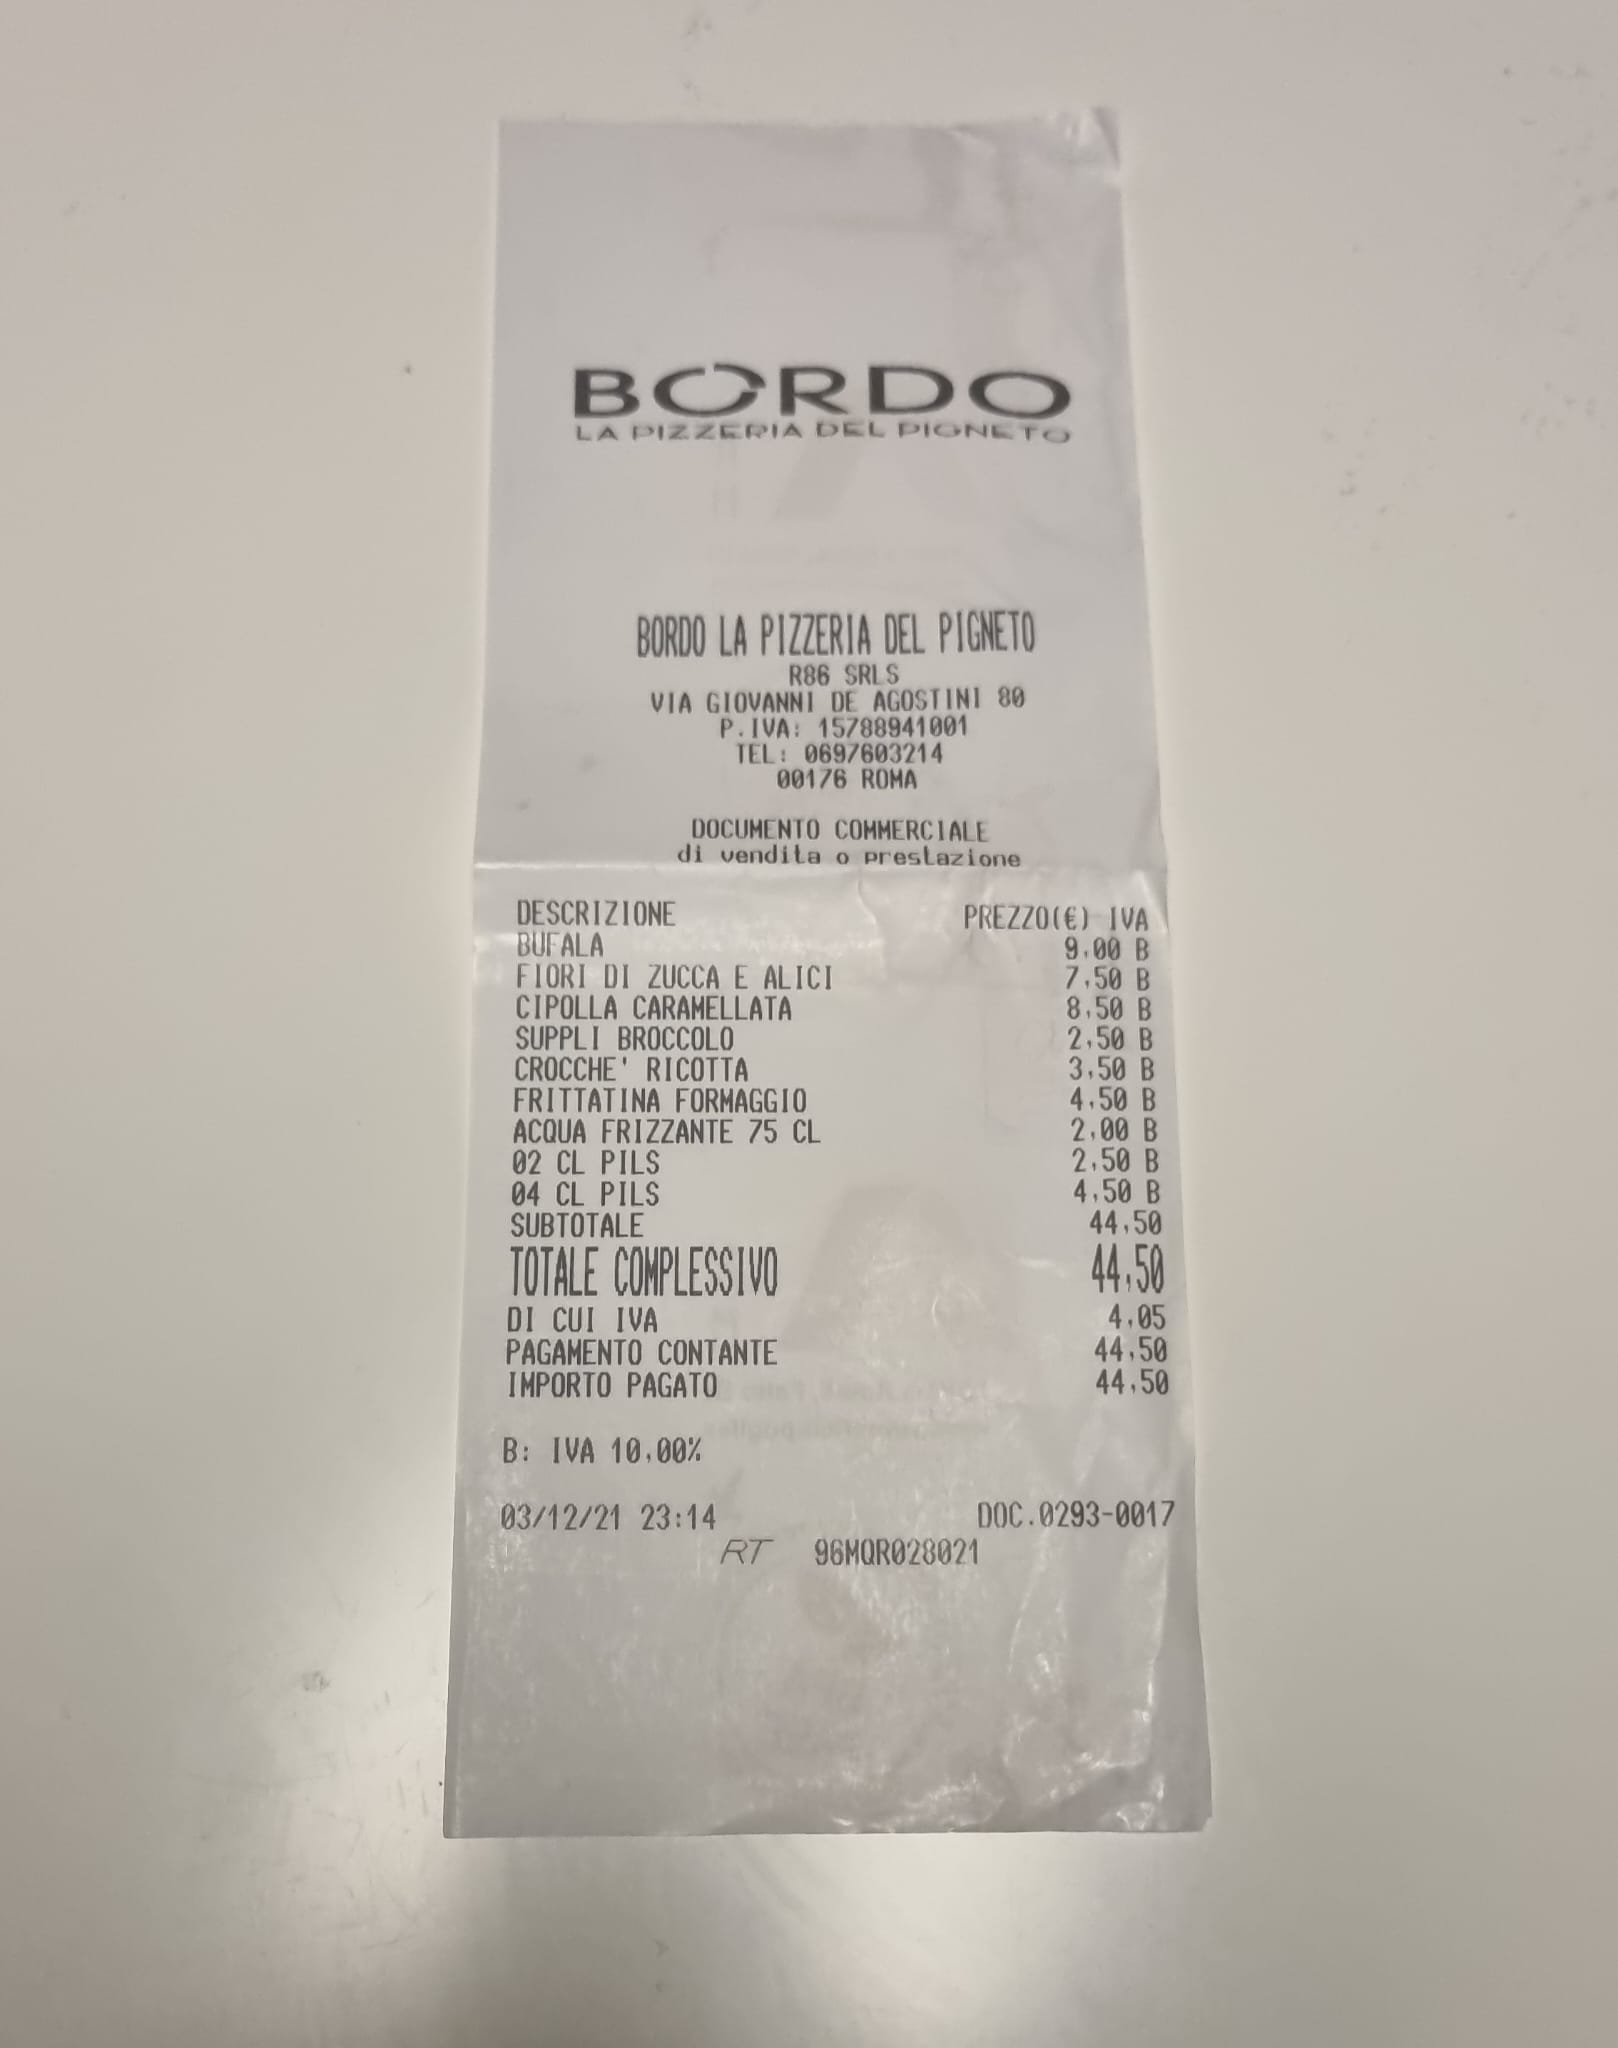 BORDO
LA PIZZERIA DEL PIGNETO
BORDO LA PIZZERIA DEL PIGNETO
R86 SRLS
VIA GIOVANNI DE AGOSTINI 80
P.IVA: 15788941001
TEL: 0697603214
00176 ROMA
DOCUMENTO COMMERCIALE
di vendita o prestazione
DESCRIZIONE PREZZO(€) IVA
BUFALA 9,00 B
FIORI DI ZUCCA E ALICI 7,50 B
CIPOLLA CARAMELLATA 8,50 B
SUPPLI BROCCOLO 2,50 B
CROCCHE' RICOTTA 3,50 B
FRITTATINA FORMAGGIO 4,50 B
ACQUA FRIZZANTE 75 CL 2,00 B
02 CL PILS 2,50 B
04 CL PILS 4,50 B
SUBTOTALE 44,50
TOTALE COMPLESSIVO 44,50
DI CUI IVA 4,05
PAGAMENTO CONTANTE 44,50
IMPORTO PAGATO 44,50
B: IVA 10,00%
03/12/21 23:14 DOC.0293-0017
RT 96MQR028021